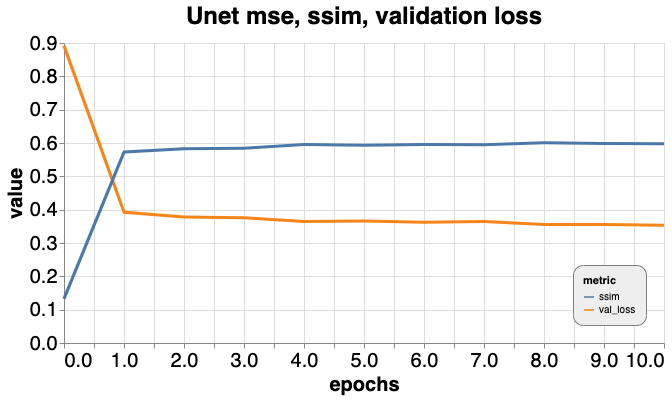 Unet mse, ssim, validation loss
value
0.9
0.8
0.7
0.6
0.5
0.4
0.3
0.2
0.1
0.0
metric
ssim
val_loss
0.0 1.0 2.0 3.0 4.0 5.0 6.0 7.0 8.0 9.0 10.0
epochs